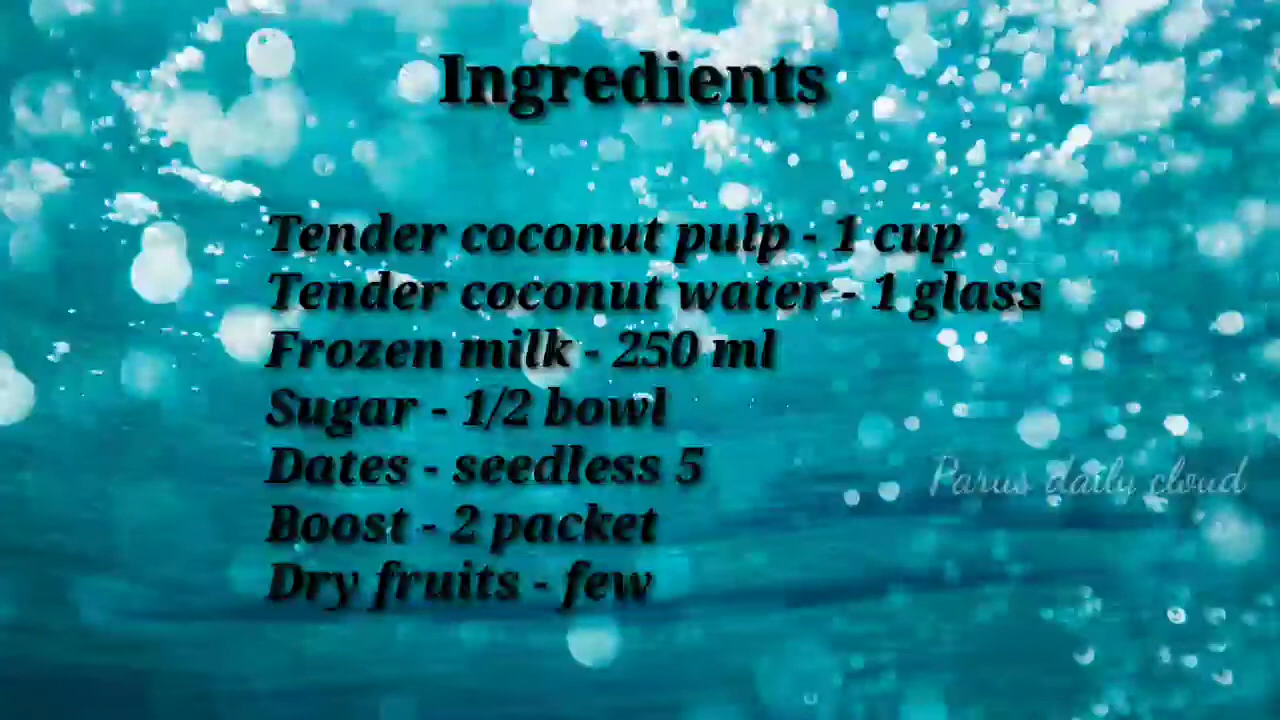 Ingredients
Tender coconut pulp - 1 cup
Tender coconut water - 1 glass
Frozen milk - 250 ml
Sugar - 1/2 bowl
Dates - seedless 5
Boost - 2 packet
Dry fruits - few
Parus daily cloud